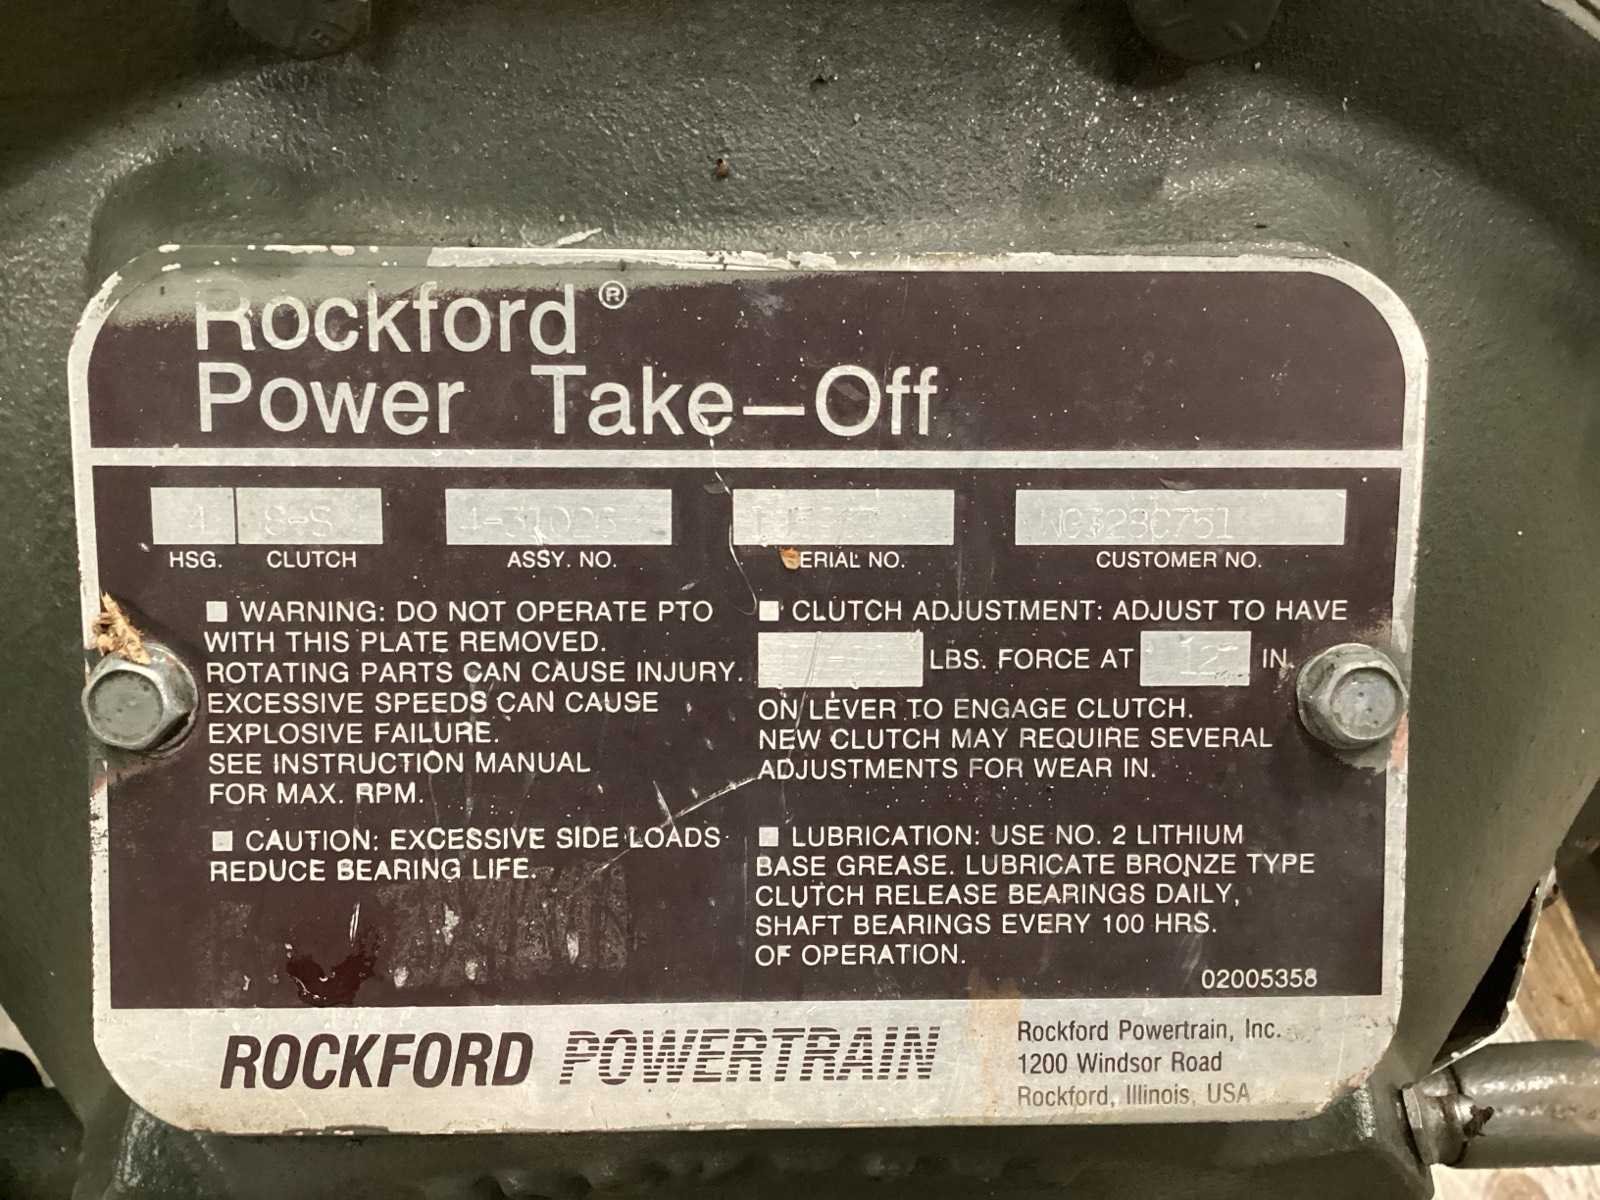 Rockford®
Power Take-Off
4 S-S
HSG. CLUTCH ASSY. NO. SERIAL NO. CUSTOMER NO.
■ WARNING: DO NOT OPERATE PTO
WITH THIS PLATE REMOVED.
ROTATING PARTS CAN CAUSE INJURY.
EXCESSIVE SPEEDS CAN CAUSE
EXPLOSIVE FAILURE.
SEE INSTRUCTION MANUAL
FOR MAX. RPM.
■ CAUTION: EXCESSIVE SIDE LOADS
REDUCE BEARING LIFE.
■ CLUTCH ADJUSTMENT: ADJUST TO HAVE
LBS. FORCE AT 12 IN.
ON LEVER TO ENGAGE CLUTCH.
NEW CLUTCH MAY REQUIRE SEVERAL
ADJUSTMENTS FOR WEAR IN.
■ LUBRICATION: USE NO. 2 LITHIUM
BASE GREASE. LUBRICATE BRONZE TYPE
CLUTCH RELEASE BEARINGS DAILY,
SHAFT BEARINGS EVERY 100 HRS.
OF OPERATION.
02005358
ROCKFORD POWERTRAIN
Rockford Powertrain, Inc.
1200 Windsor Road
Rockford, Illinois, USA